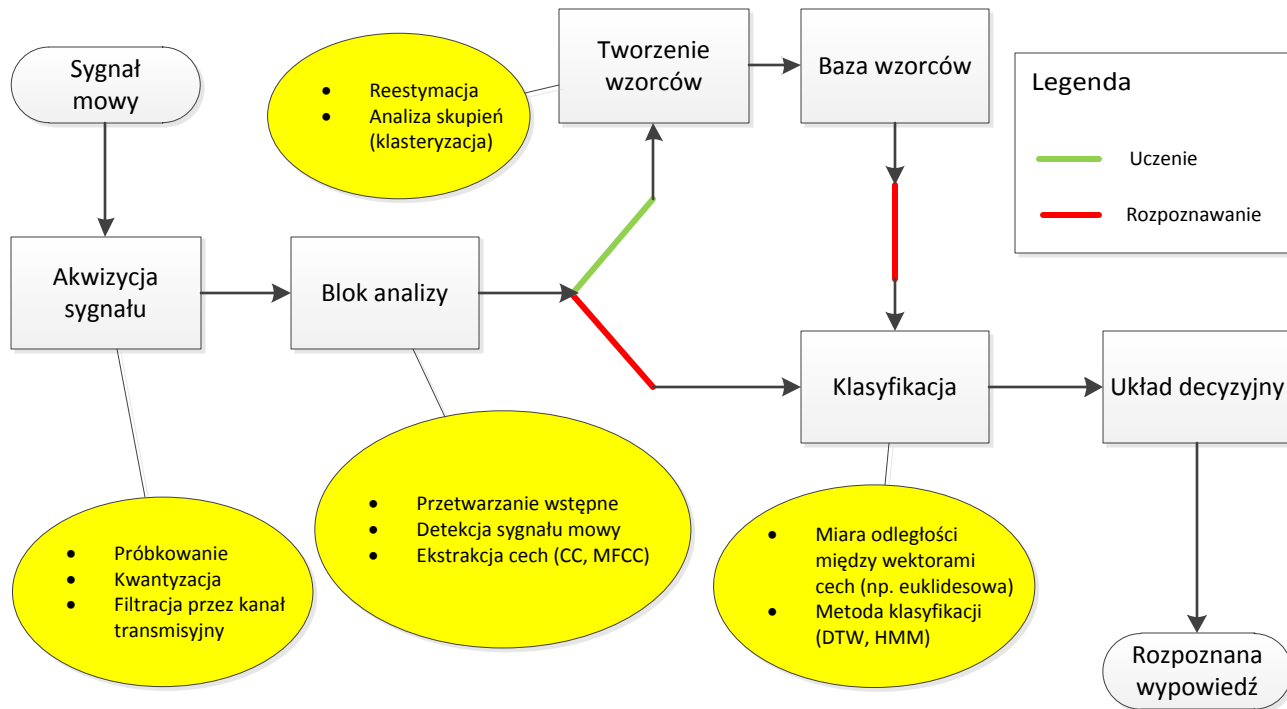 Sygnał
mowy
• Reestymacja
• Analiza skupień
(klasteryzacja)
Tworzenie
wzorców
Baza wzorców
Legenda
Uczenie
Rozpoznawanie
Akwizycja
sygnału
Blok analizy
Klasyfikacja
Układ decyzyjny
• Próbkowanie
• Kwantyzacja
• Filtracja przez kanał
transmisyjny
• Przetwarzanie wstępne
• Detekcja sygnału mowy
• Ekstrakcja cech (CC, MFCC)
• Miara odległości
między wektorami
cech (np. euklidesowa)
• Metoda klasyfikacji
(DTW, HMM)
Rozpoznana
wypowiedź